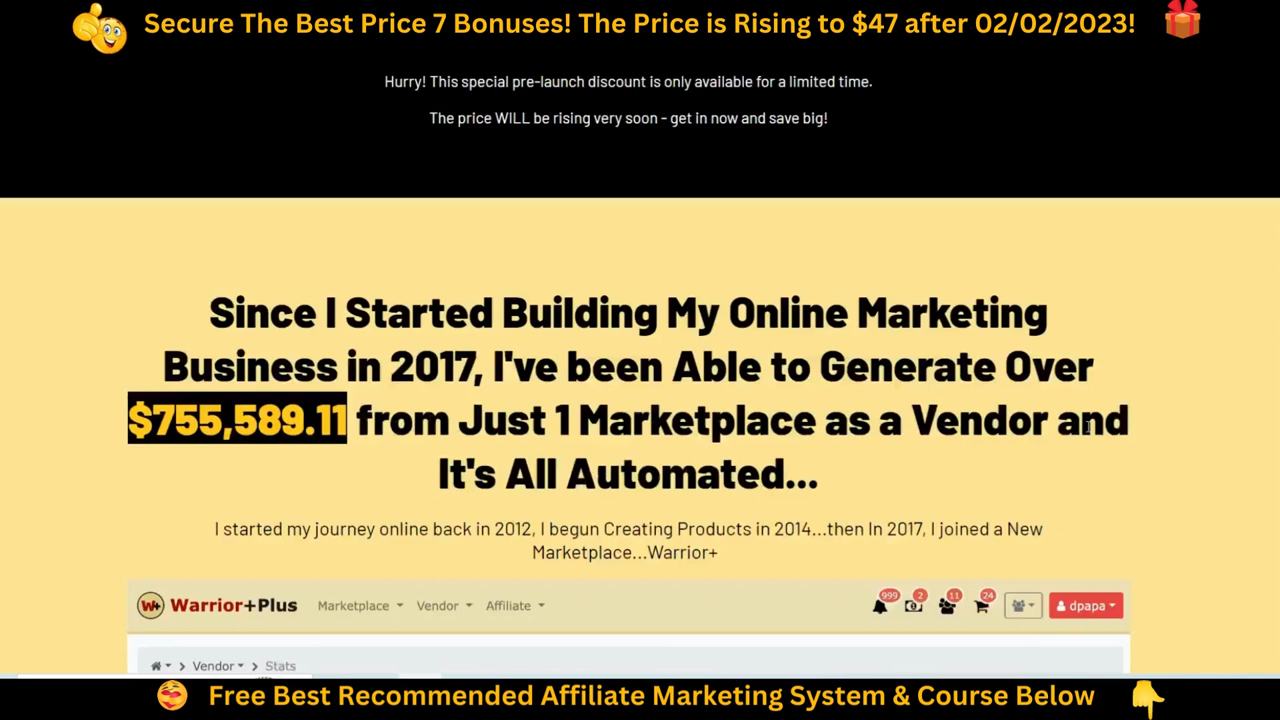 Secure The Best Price 7 Bonuses! The Price is Rising to $47 after 02/02/2023!
Hurry! This special pre-launch discount is only available for a limited time.
The price WILL be rising very soon - get in now and save big!
Since I Started Building My Online Marketing
Business in 2017, I've been Able to Generate Over
$755,589.11 from Just 1 Marketplace as a Vendor and
It's All Automated...
I started my journey online back in 2012, I begun Creating Products in 2014...then In 2017, I joined a New
Marketplace...Warrior+
W+ Warrior+Plus Marketplace Vendor Affiliate 999 2 11 24 dpapa
Vendor Stats
Free Best Recommended Affiliate Marketing System & Course Below